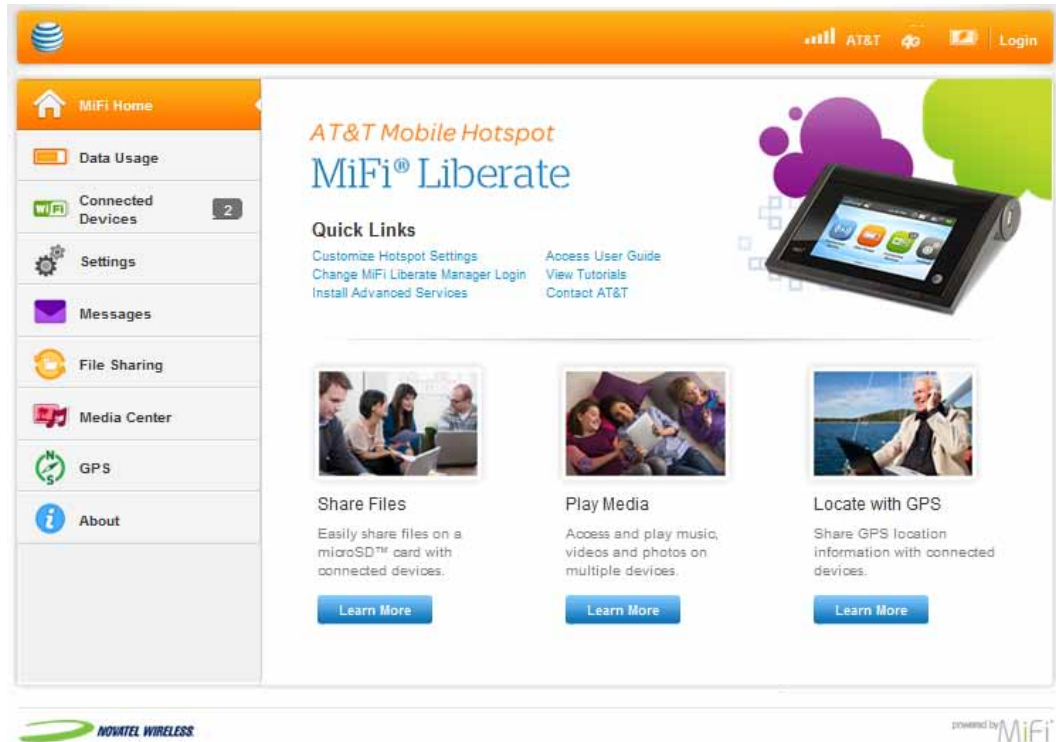 AT&T
4G
Login
MiFi Home
Data Usage
WiFi
Connected
Devices
2
Settings
Messages
File Sharing
Media Center
N
S
GPS
i
About
AT&T Mobile Hotspot
MiFi® Liberate
Quick Links
Customize Hotspot Settings
Access User Guide
Change MiFi Liberate Manager Login
View Tutorials
Install Advanced Services
Contact AT&T
Share Files
Easily share files on a
microSD™ card with
connected devices.
Learn More
Play Media
Access and play music,
videos and photos on
multiple devices.
Learn More
Locate with GPS
Share GPS location
information with connected
devices.
Learn More
NOVATEL WIRELESS.
powered by MiFi